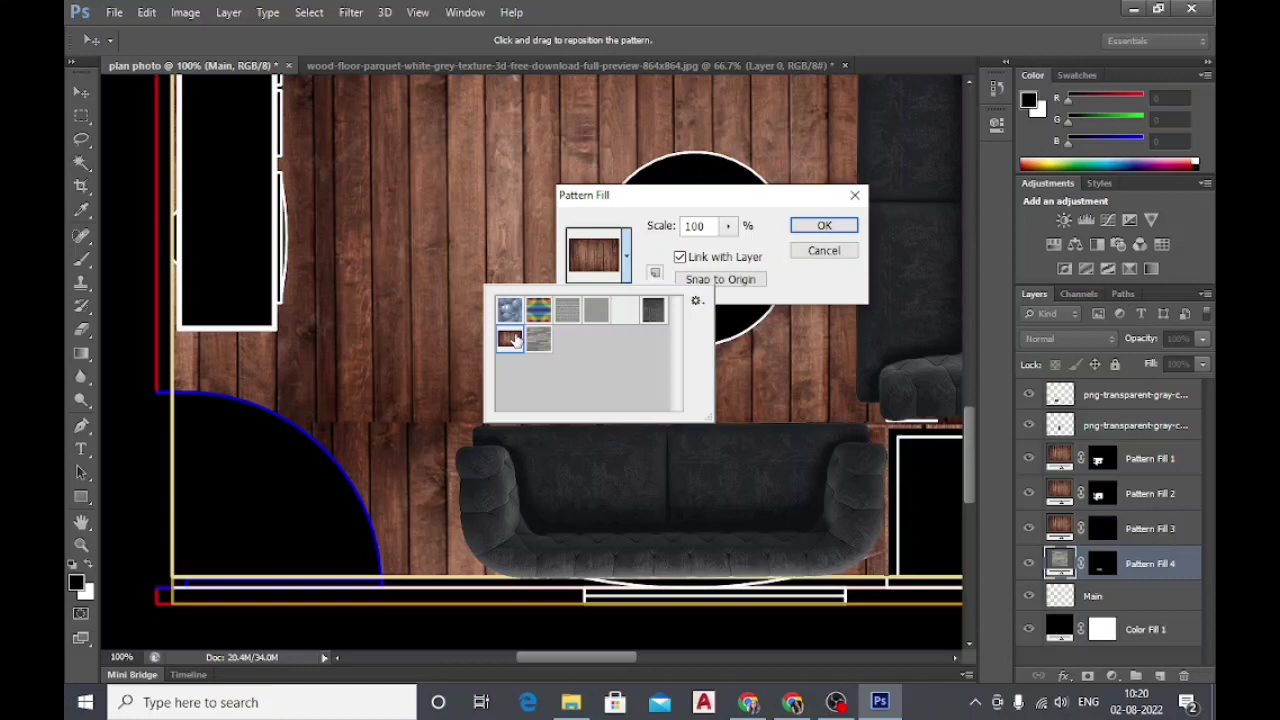 Ps File Edit Image Layer Type Select Filter 3D View Window Help
Click and drag to reposition the pattern.
Essentials
plan photo @ 100% (Main, RGB/8) * ×
wood-floor-parquet-white-grey-texture-3d-free-download-full-preview-864x864.jpg @ 66.7% (Layer 0, RGB/8#) * ×
Color Swatches
R 0
G 0
B 0
Pattern Fill
Scale: 100 %
OK
Link with Layer
Cancel
Snap to Origin
Adjustments Styles
Add an adjustment
Layers Channels Paths
Kind
Normal Opacity: 100%
Lock: Fill: 100%
png-transparent-gray-c...
png-transparent-gray-c...
Pattern Fill 1
Pattern Fill 2
Pattern Fill 3
Pattern Fill 4
Main
Color Fill 1
fx
100% Doc: 20.4M/34.0M
Mini Bridge Timeline
Type here to search
A
Ps
ENG
10:20
02-08-2022
2